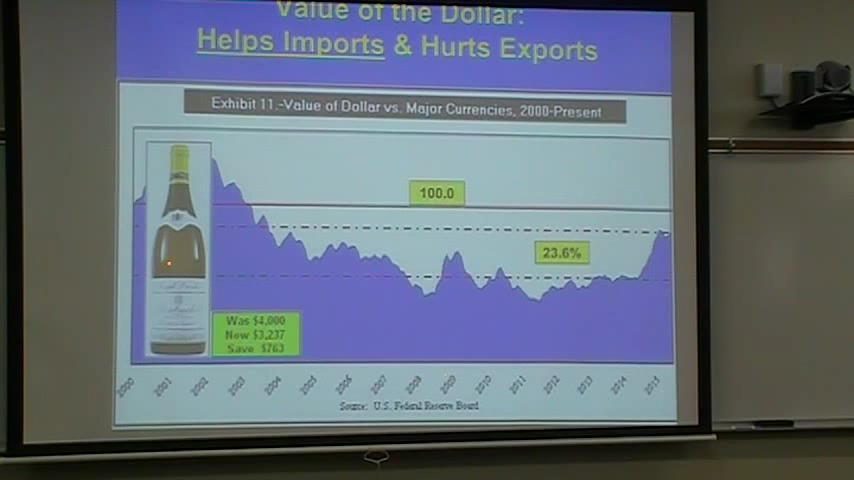 Value of the Dollar:
Helps Imports & Hurts Exports
Exhibit 11.-Value of Dollar vs. Major Currencies, 2000-Present
100.0
23.6%
Was $4,000
Now $3,237
Save $763
2000 2001 2002 2003 2004 2005 2006 2007 2008 2009 2010 2011 2012 2013 2014 2015
Source: U.S. Federal Reserve Board